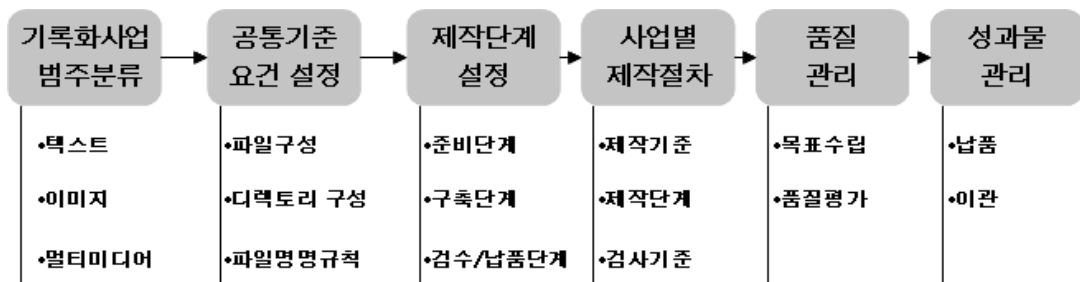 기록화사업
범주분류
공통기준
요건 설정
제작단계
설정
사업별
제작절차
품질
관리
성과물
관리
•텍스트
•이미지
•멀티미디어
•파일구성
•디렉토리 구성
•파일명명규칙
•준비단계
•구축단계
•검수/납품단계
•제작기준
•제작단계
•검사기준
•목표수립
•품질평가
•납품
•이관